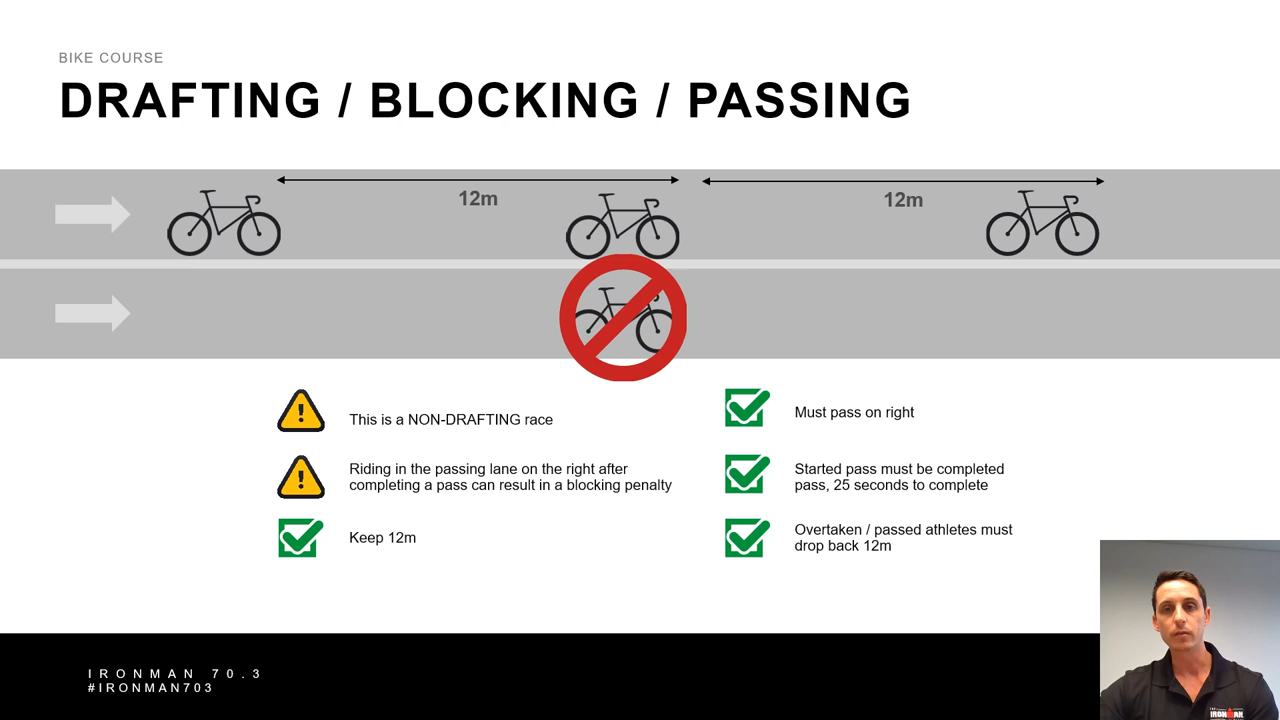 BIKE COURSE
DRAFTING / BLOCKING / PASSING
12m
12m
This is a NON-DRAFTING race
Riding in the passing lane on the right after
completing a pass can result in a blocking penalty
Keep 12m
Must pass on right
Started pass must be completed
pass, 25 seconds to complete
Overtaken / passed athletes must
drop back 12m
IRONMAN 70.3
#IRONMAN703
IRONMAN